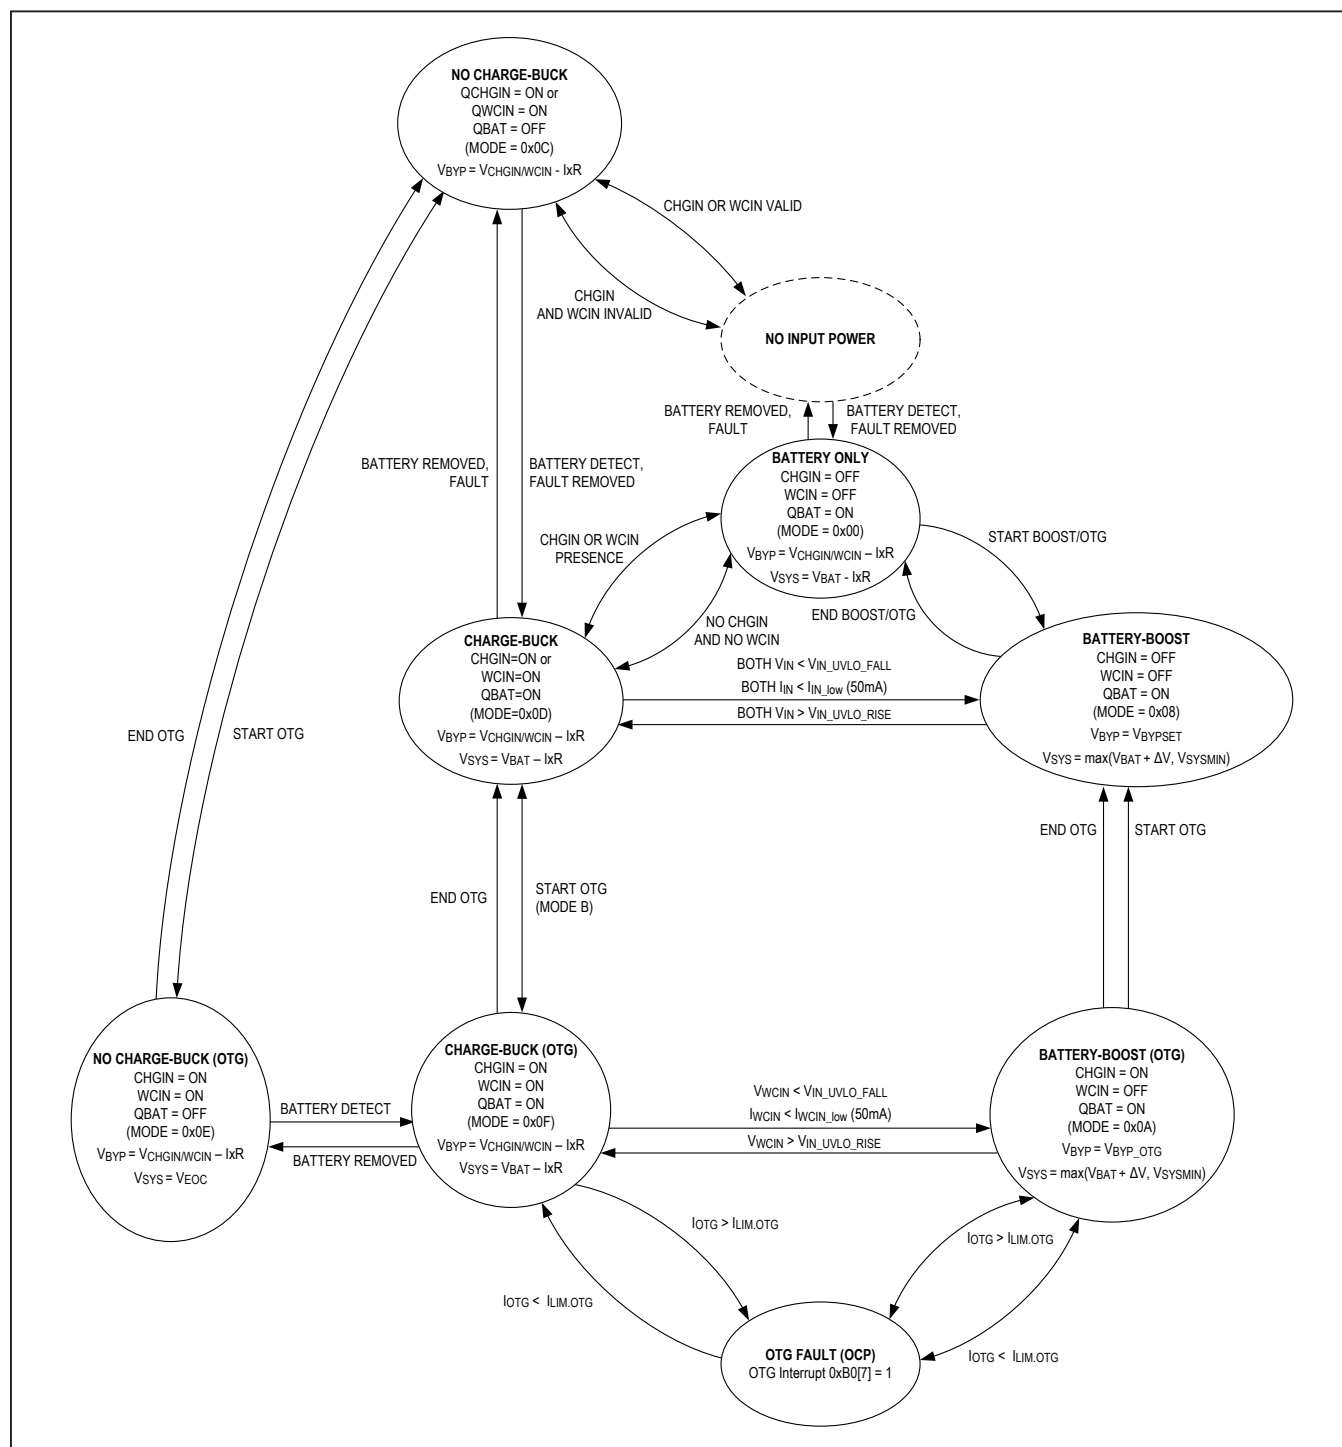 NO CHARGE-BUCK
QCHGIN = ON or
QWCIN = ON
QBAT = OFF
(MODE = 0x0C)
VBYP = VCHGIN/WCIN - IxR
CHGIN OR WCIN VALID
CHGIN
AND WCIN INVALID
NO INPUT POWER
BATTERY REMOVED,
FAULT
BATTERY DETECT,
FAULT REMOVED
BATTERY REMOVED,
FAULT
BATTERY DETECT,
FAULT REMOVED
BATTERY ONLY
CHGIN = OFF
WCIN = OFF
QBAT = ON
(MODE = 0x00)
VBYP = VCHGIN/WCIN – IxR
VSYS = VBAT - IxR
CHGIN OR WCIN
PRESENCE
START BOOST/OTG
NO CHGIN
AND NO WCIN
END BOOST/OTG
CHARGE-BUCK
CHGIN=ON or
WCIN=ON
QBAT=ON
(MODE=0x0D)
VBYP = VCHGIN/WCIN – IxR
VSYS = VBAT – IxR
BOTH VIN < VIN_UVLO_FALL
BOTH IIN < IIN_low (50mA)
BOTH VIN > VIN_UVLO_RISE
BATTERY-BOOST
CHGIN = OFF
WCIN = OFF
QBAT = ON
(MODE = 0x08)
VBYP = VBYPSET
VSYS = max(VBAT + ΔV, VSYSMIN)
END OTG
START OTG
END OTG
START OTG
(MODE B)
END OTG
START OTG
NO CHARGE-BUCK (OTG)
CHGIN = ON
WCIN = ON
QBAT = OFF
(MODE = 0x0E)
VBYP = VCHGIN/WCIN – IxR
VSYS = VEOC
BATTERY DETECT
BATTERY REMOVED
CHARGE-BUCK (OTG)
CHGIN = ON
WCIN = ON
QBAT = ON
(MODE = 0x0F)
VBYP = VCHGIN/WCIN – IxR
VSYS = VBAT – IxR
VWCIN < VIN_UVLO_FALL
IWCIN < IWCIN_low (50mA)
VWCIN > VIN_UVLO_RISE
BATTERY-BOOST (OTG)
CHGIN = ON
WCIN = OFF
QBAT = ON
(MODE = 0x0A)
VBYP = VBYP_OTG
VSYS = max(VBAT + ΔV, VSYSMIN)
IOTG > ILIM.OTG
IOTG > ILIM.OTG
IOTG < ILIM.OTG
IOTG < ILIM.OTG
OTG FAULT (OCP)
OTG Interrupt 0xB0[7] = 1